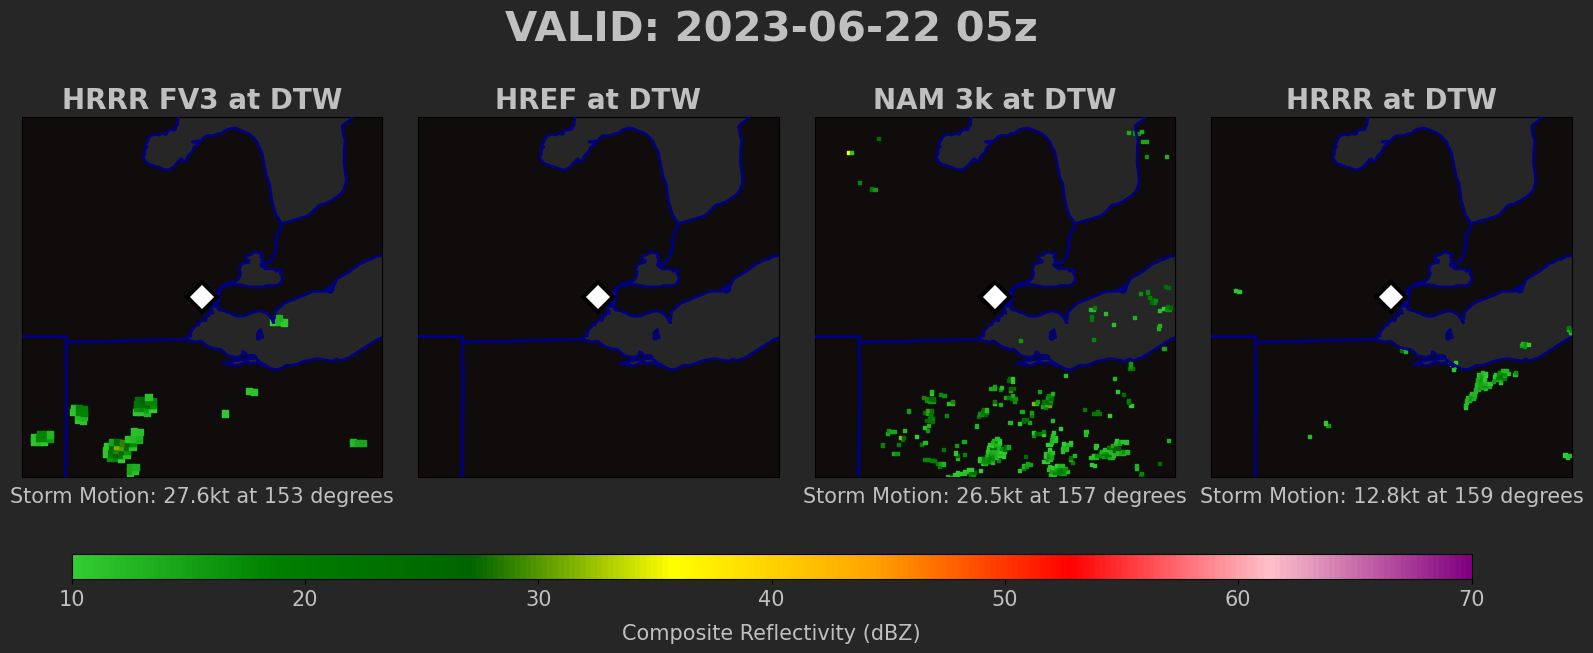 VALID: 2023-06-22 05z
HRRR FV3 at DTW
HREF at DTW
NAM 3k at DTW
HRRR at DTW
Storm Motion: 27.6kt at 153 degrees
Storm Motion: 26.5kt at 157 degrees
Storm Motion: 12.8kt at 159 degrees
10 20 30 40 50 60 70
Composite Reflectivity (dBZ)